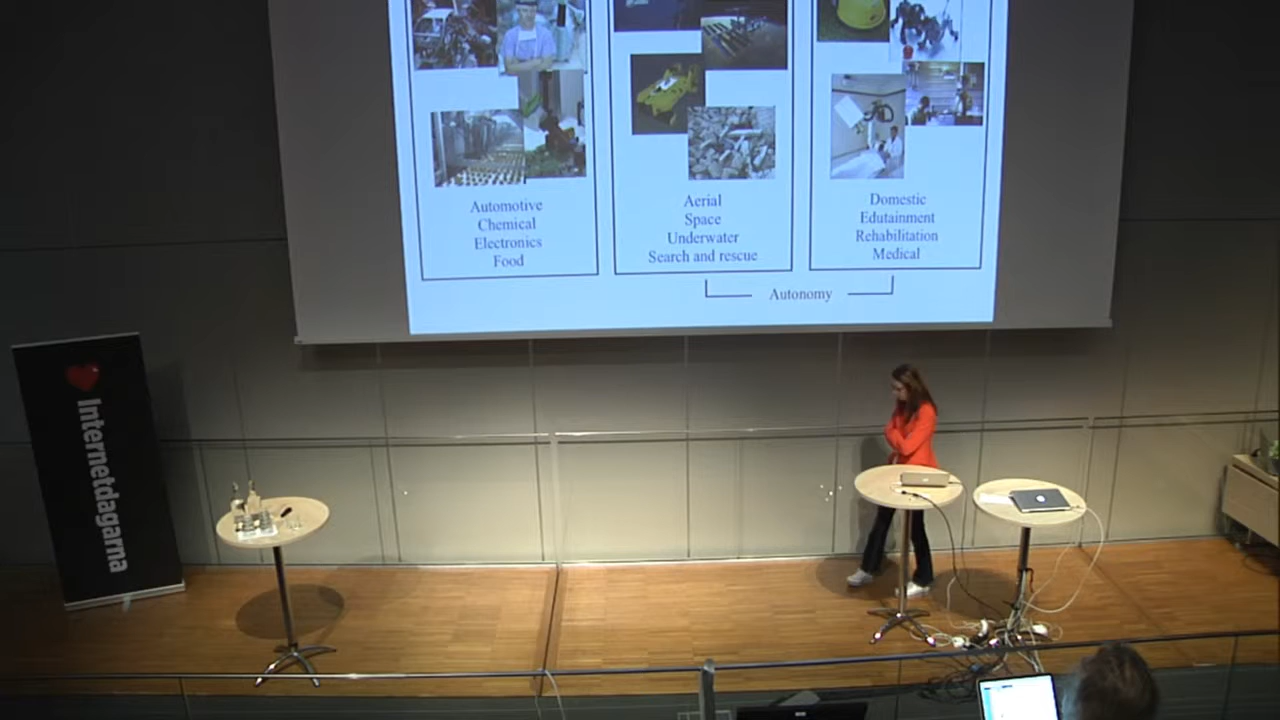 Automotive
Chemical
Electronics
Food
Aerial
Space
Underwater
Search and rescue
Domestic
Edutainment
Rehabilitation
Medical
Autonomy
Internetdagarna